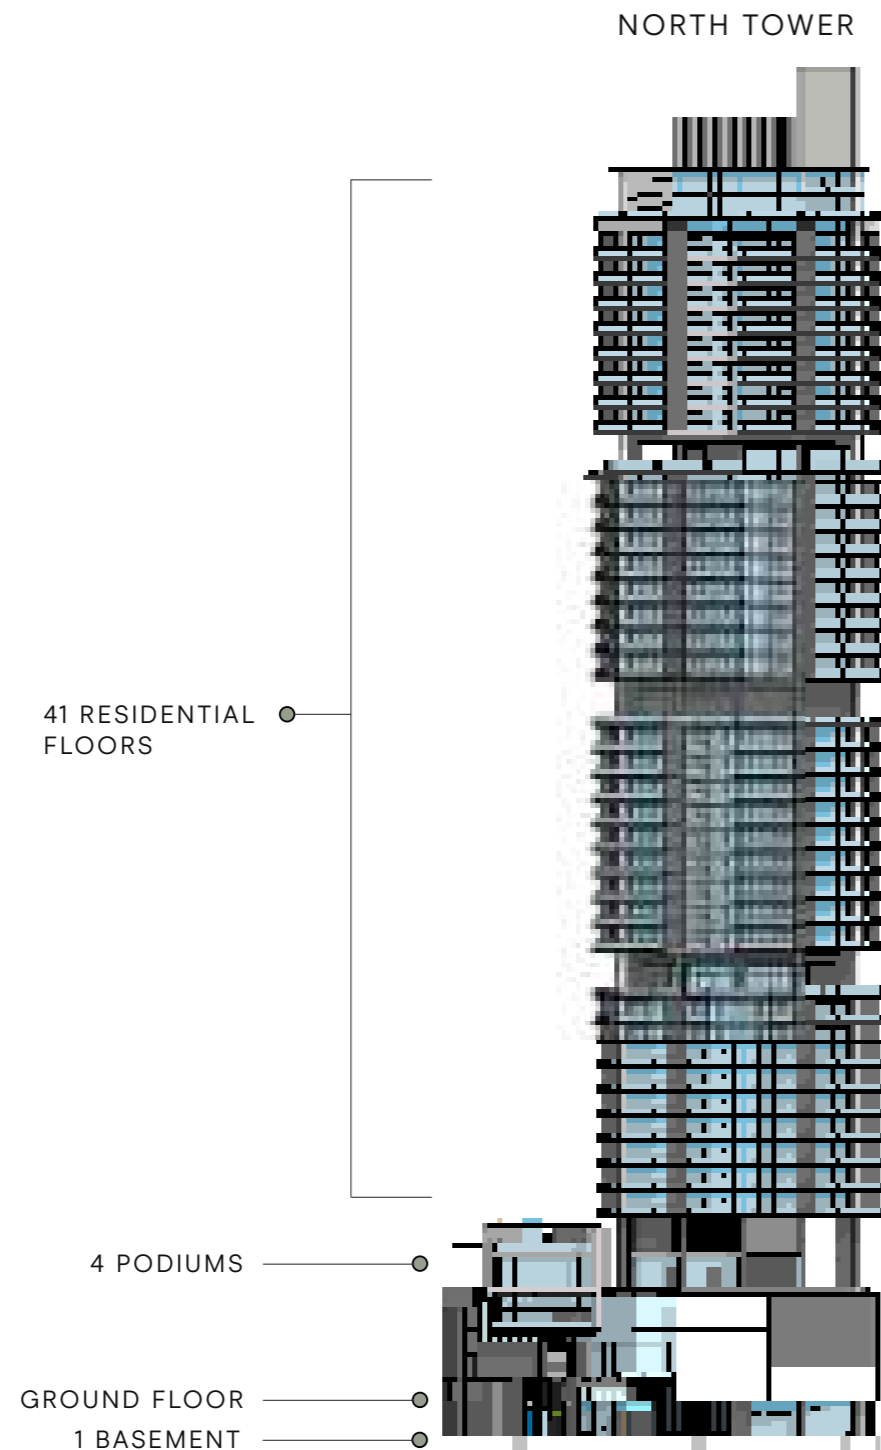 NORTH TOWER
41 RESIDENTIAL
FLOORS
4 PODIUMS
GROUND FLOOR
1 BASEMENT